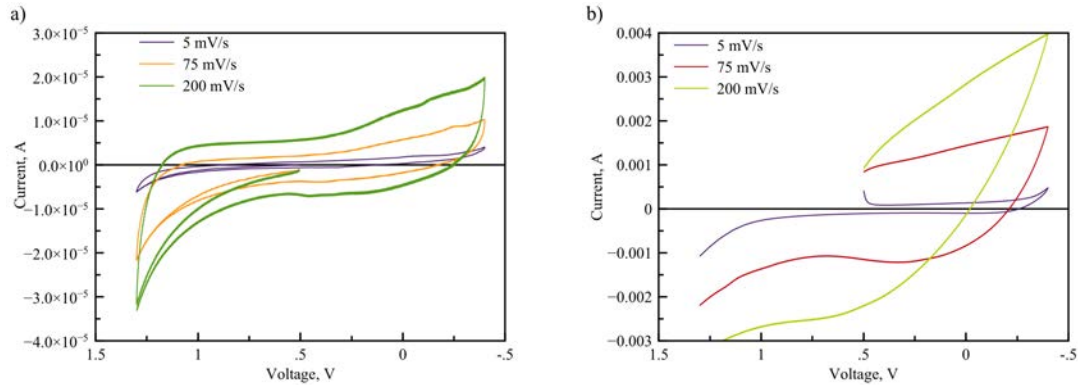 a)
3.0×10⁻⁵
2.0×10⁻⁵
1.0×10⁻⁵
0.0×10⁰
−1.0×10⁻⁵
−2.0×10⁻⁵
−3.0×10⁻⁵
−4.0×10⁻⁵
Current, A
5 mV/s
75 mV/s
200 mV/s
1.5 1 .5 0 -.5
Voltage, V
b)
0.004
0.003
0.002
0.001
0
−0.001
−0.002
−0.003
Current, A
5 mV/s
75 mV/s
200 mV/s
1.5 1 .5 0 -.5
Voltage, V